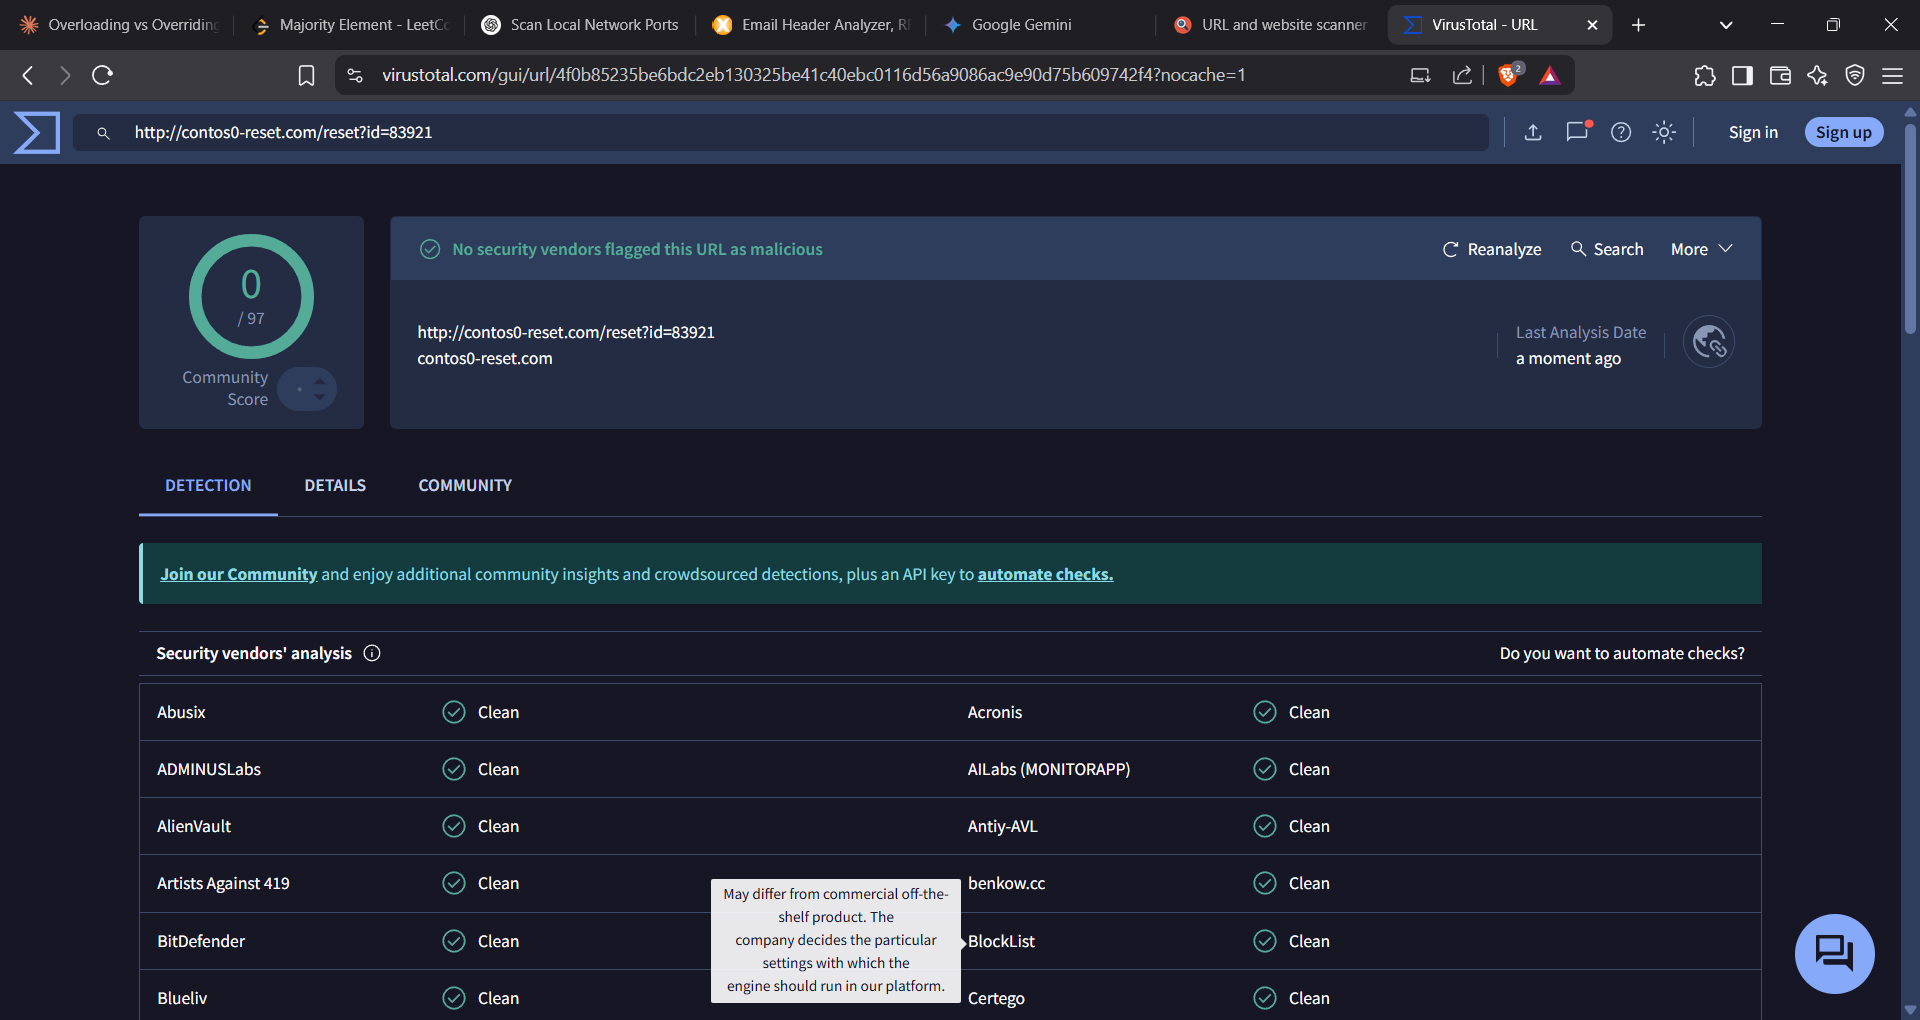 Overloading vs Overriding
Majority Element - LeetCo
Scan Local Network Ports
Email Header Analyzer, RF
Google Gemini
URL and website scanner
VirusTotal - URL
virustotal.com/gui/url/4f0b85235be6bdc2eb130325be41c40ebc0116d56a9086ac9e90d75b609742f4?nocache=1
2
http://contos0-reset.com/reset?id=83921
Sign in
Sign up
0
/ 97
Community
Score
No security vendors flagged this URL as malicious
Reanalyze
Search
More
http://contos0-reset.com/reset?id=83921
contos0-reset.com
Last Analysis Date
a moment ago
DETECTION
DETAILS
COMMUNITY
Join our Community and enjoy additional community insights and crowdsourced detections, plus an API key to automate checks.
Security vendors' analysis
Do you want to automate checks?
Abusix
Clean
Acronis
Clean
ADMINUSLabs
Clean
AILabs (MONITORAPP)
Clean
AlienVault
Clean
Antiy-AVL
Clean
Artists Against 419
Clean
benkow.cc
Clean
BitDefender
Clean
BlockList
Clean
Blueliv
Clean
Certego
Clean
May differ from commercial off-the-
shelf product. The
company decides the particular
settings with which the
engine should run in our platform.